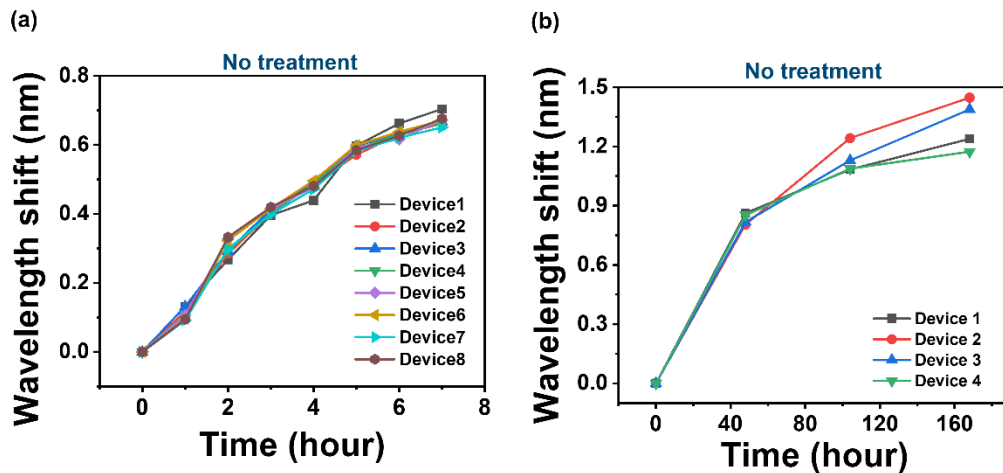 (a)
No treatment
Wavelength shift (nm)
0.8
0.6
0.4
0.2
0.0
Device1
Device2
Device3
Device4
Device5
Device6
Device7
Device8
0 2 4 6 8
Time (hour)
(b)
No treatment
Wavelength shift (nm)
1.5
1.2
0.9
0.6
0.3
0.0
Device 1
Device 2
Device 3
Device 4
0 40 80 120 160
Time (hour)